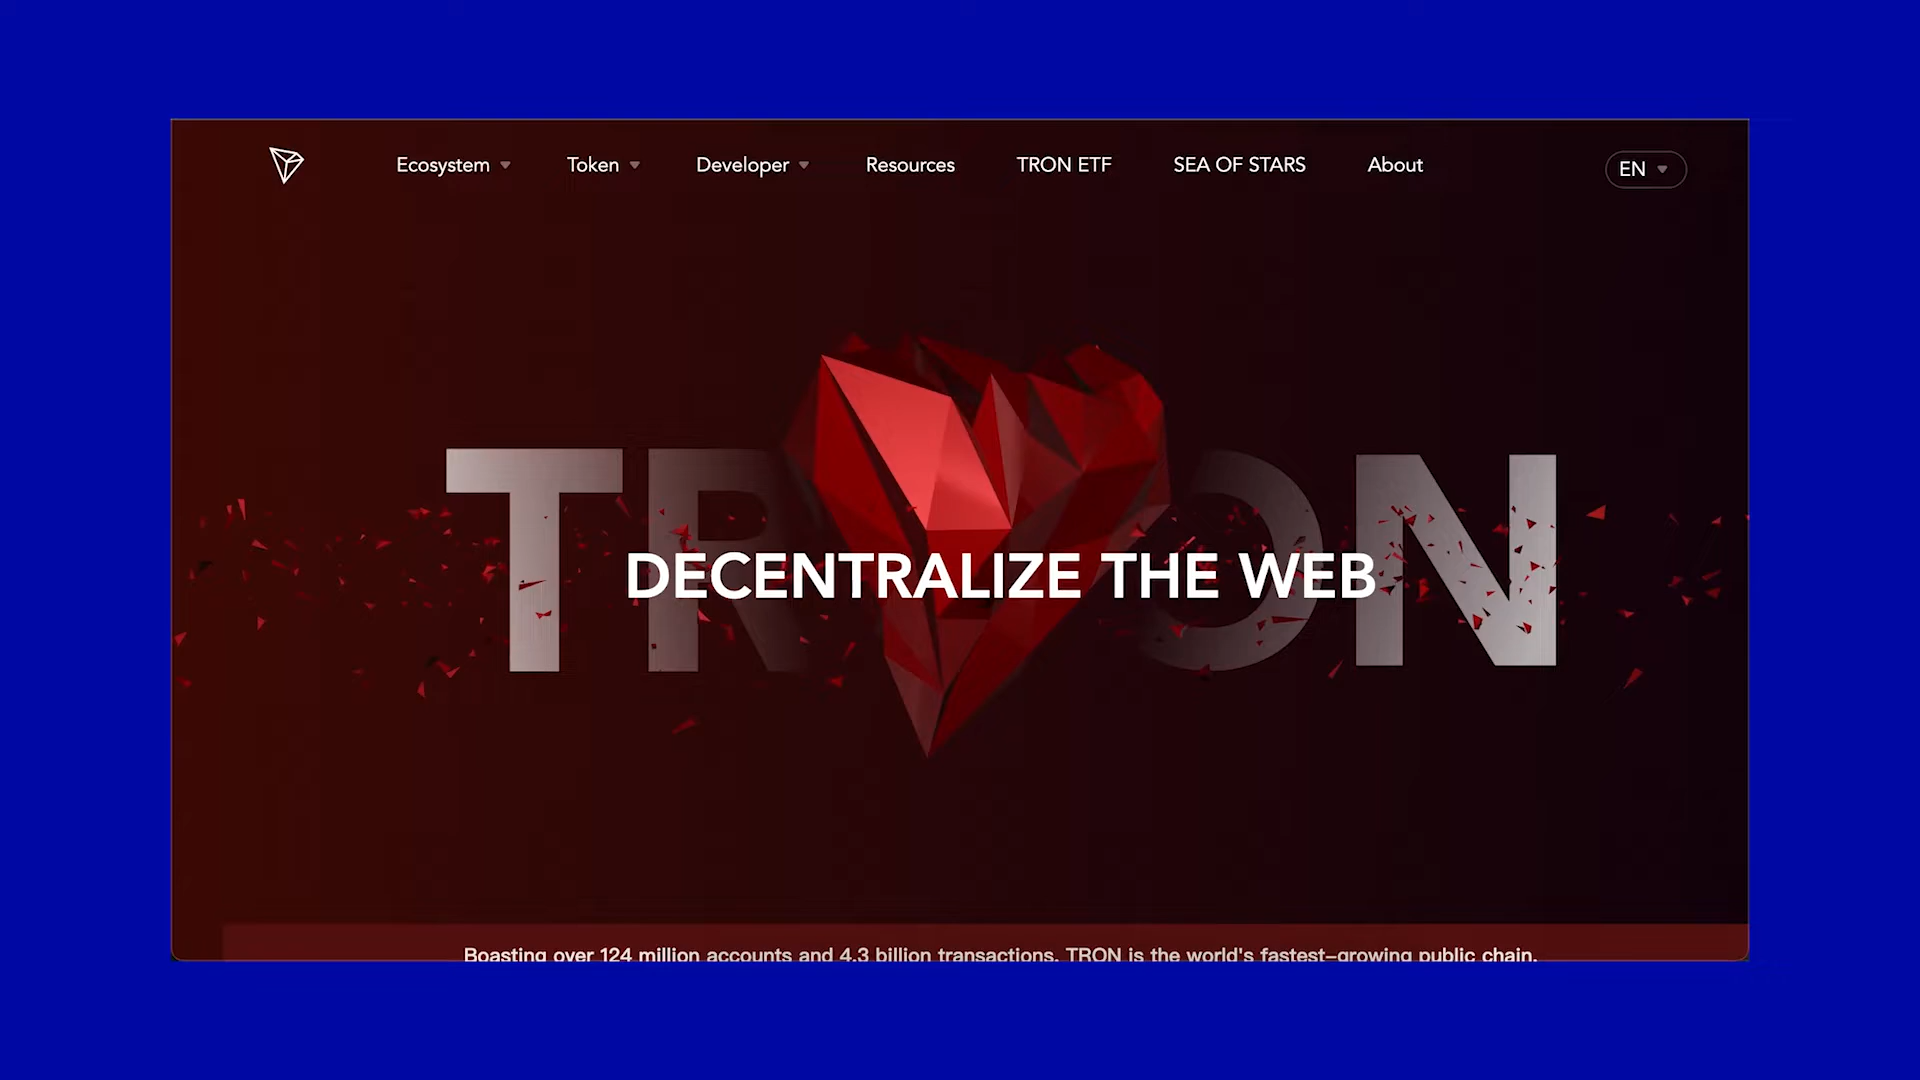 Ecosystem Token Developer Resources TRON ETF SEA OF STARS About EN
TRON
DECENTRALIZE THE WEB
Boasting over 124 million accounts and 4.3 billion transactions, TRON is the world's fastest-growing public chain.